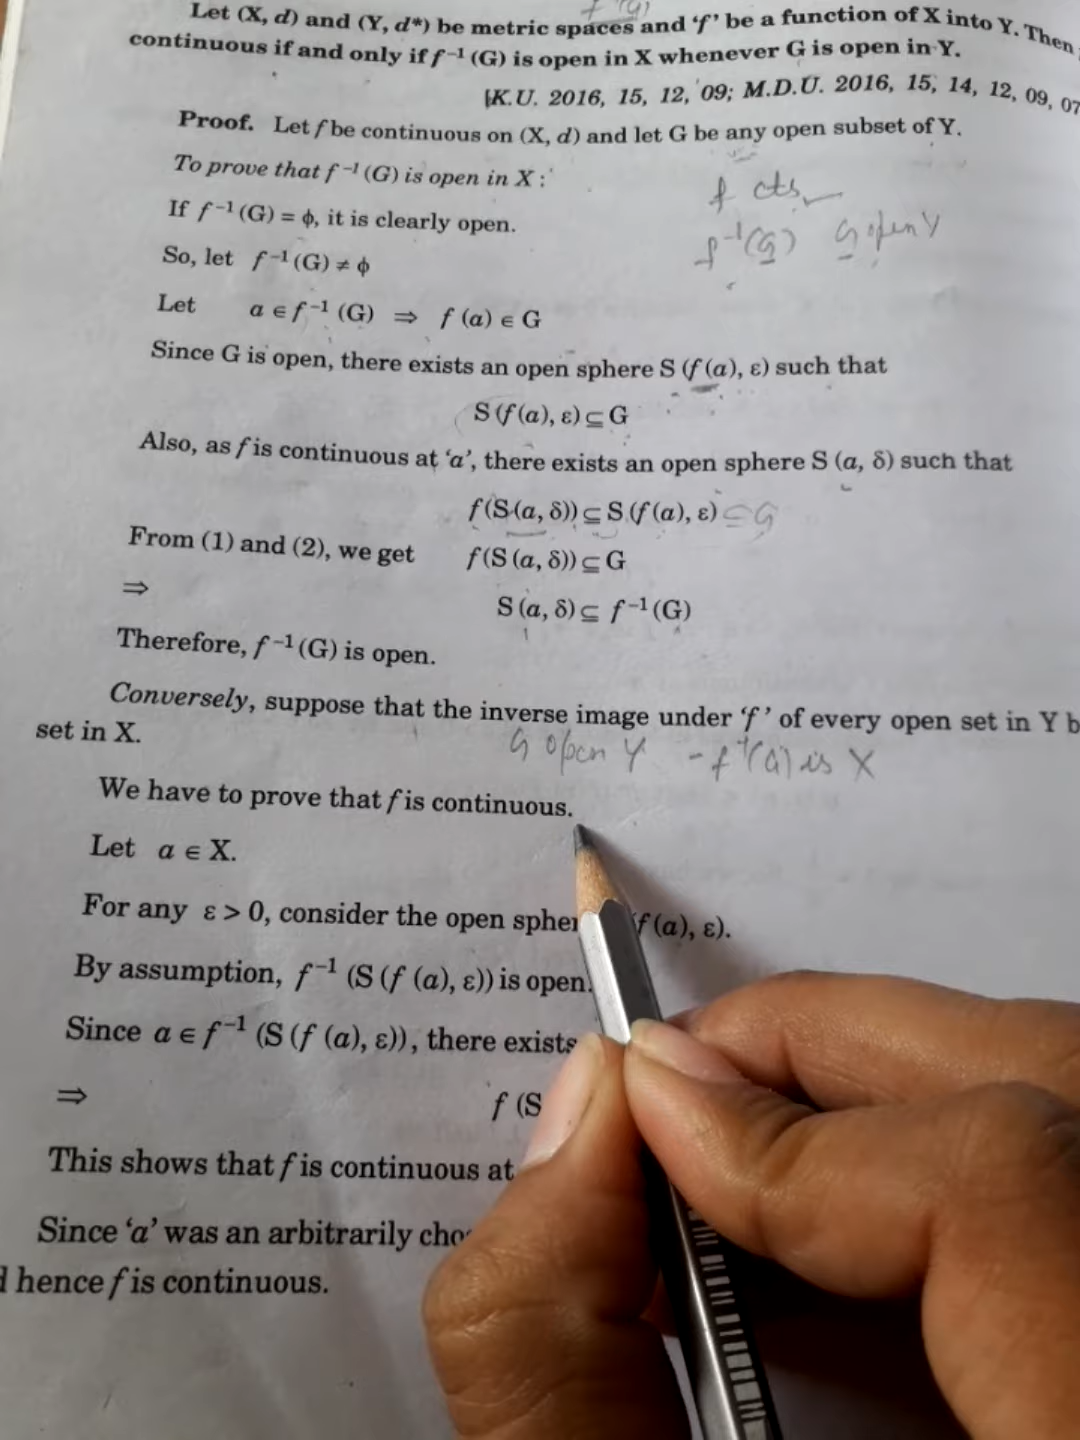 f⁻¹(G)
Let (X, d) and (Y, d*) be metric spaces and ‘f’ be a function of X into Y. Then
continuous if and only if f⁻¹ (G) is open in X whenever G is open in Y.
[K.U. 2016, 15, 12, 09; M.D.U. 2016, 15, 14, 12, 09, 07
Proof. Let f be continuous on (X, d) and let G be any open subset of Y.
To prove that f⁻¹ (G) is open in X :
f cts
If f⁻¹ (G) = ϕ, it is clearly open.
f⁻¹(G) G open Y
So, let f⁻¹ (G) ≠ ϕ
Let a ∈ f⁻¹ (G) ⇒ f (a) ∈ G
Since G is open, there exists an open sphere S (f (a), ε) such that
S (f (a), ε) ⊆ G
Also, as f is continuous at ‘a’, there exists an open sphere S (a, δ) such that
f (S (a, δ)) ⊆ S (f (a), ε) ⊆ G
From (1) and (2), we get f (S (a, δ)) ⊆ G
⇒ S (a, δ) ⊆ f⁻¹ (G)
Therefore, f⁻¹ (G) is open.
Conversely, suppose that the inverse image under ‘f’ of every open set in Y b
set in X.
G open Y - f⁻¹(G) is X
We have to prove that f is continuous.
Let a ∈ X.
For any ε > 0, consider the open spher (f (a), ε).
By assumption, f⁻¹ (S (f (a), ε)) is open.
Since a ∈ f⁻¹ (S (f (a), ε)), there exists
⇒ f (S
This shows that f is continuous at
Since ‘a’ was an arbitrarily cho
d hence f is continuous.